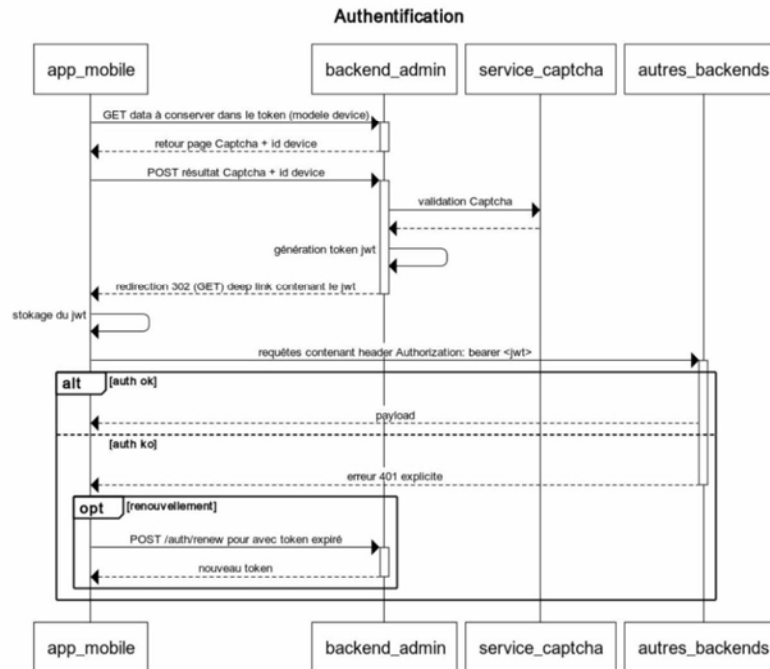 Authentification
app_mobile
backend_admin
service_captcha
autres_backends
GET data à conserver dans le token (modele device)
retour page Captcha + id device
POST résultat Captcha + id device
validation Captcha
génération token jwt
redirection 302 (GET) deep link contenant le jwt
stokage du jwt
requêtes contenant header Authorization: bearer <jwt>
alt [auth ok]
payload
[auth ko]
erreur 401 explicite
opt [renouvellement]
POST /auth/renew pour avec token expiré
nouveau token
app_mobile
backend_admin
service_captcha
autres_backends